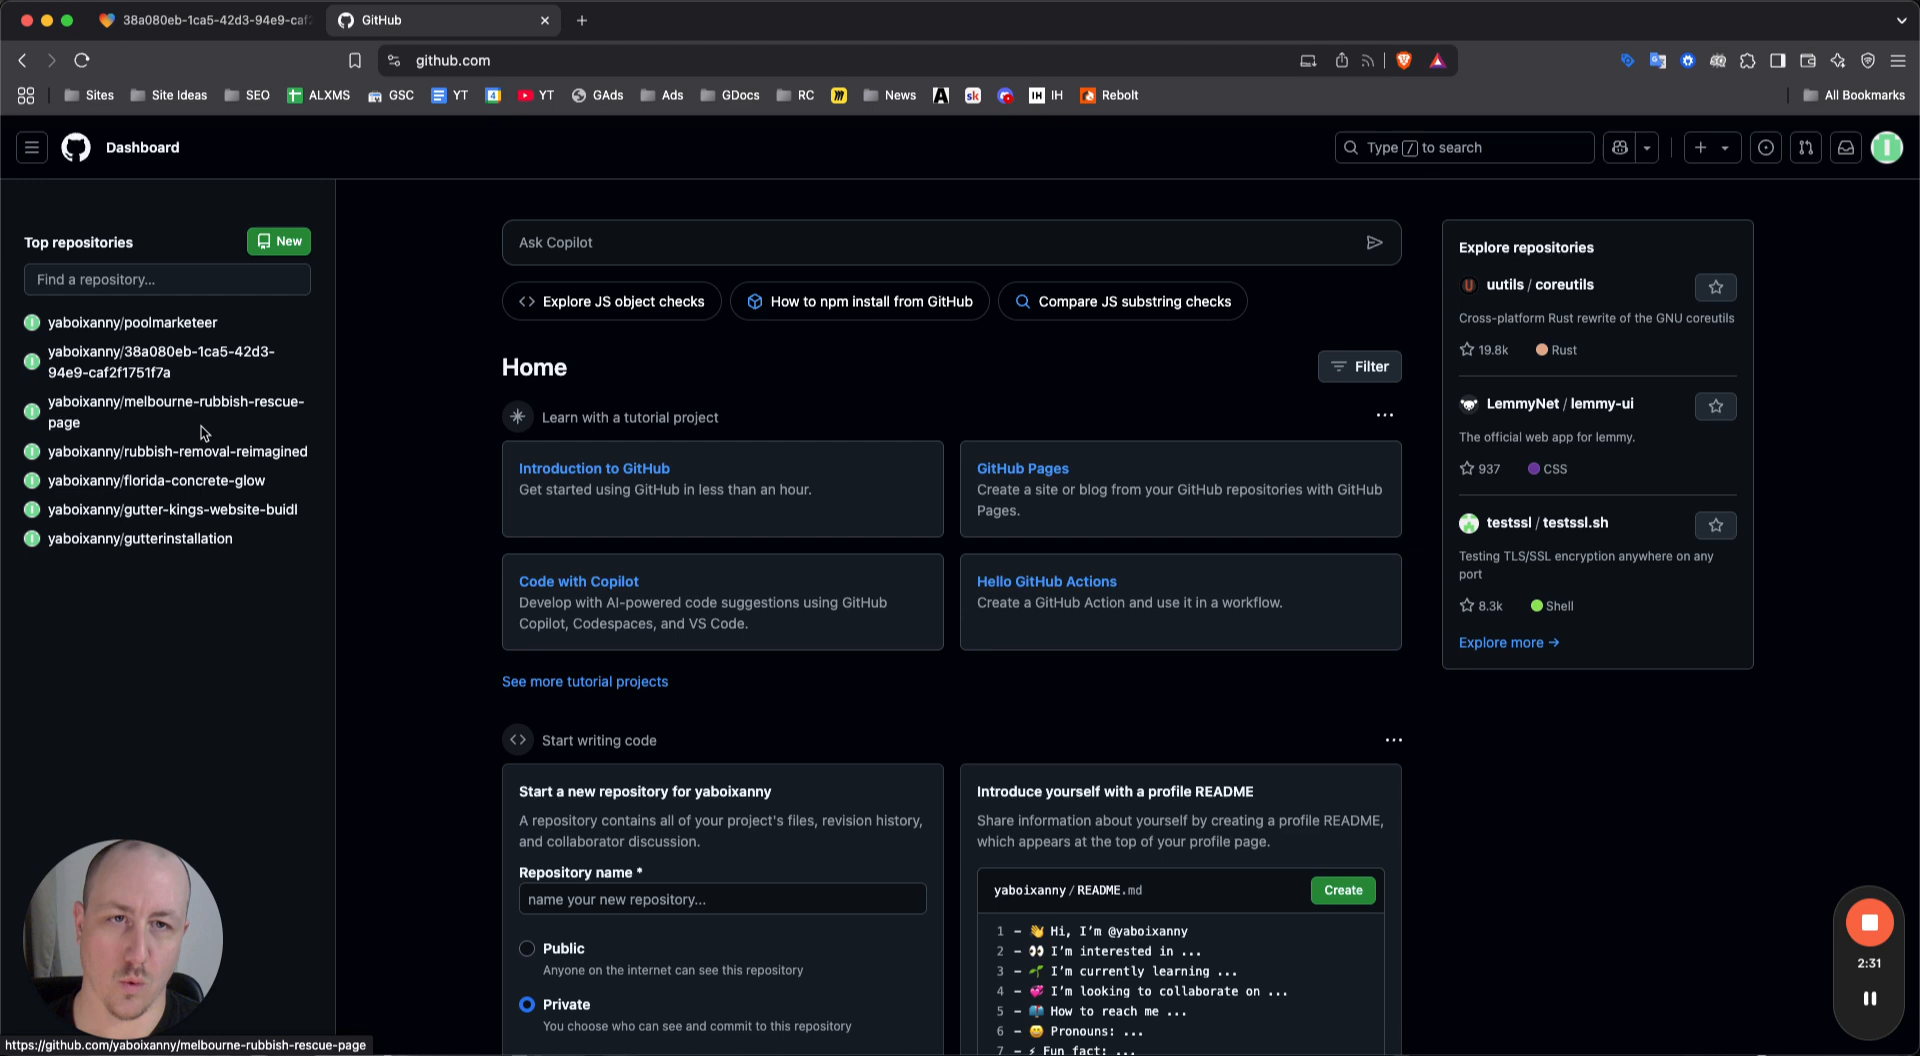 38a080eb-1ca5-42d3-94e9-caf2
GitHub
github.com
Sites
Site Ideas
SEO
ALXMS
GSC
YT
4
YT
GAds
Ads
GDocs
RC
News
A
sk
IH
IH
Rebolt
All Bookmarks
Dashboard
Type / to search
Top repositories
New
Find a repository...
yaboixanny/poolmarketeer
yaboixanny/38a080eb-1ca5-42d3-
94e9-caf2f1751f7a
yaboixanny/melbourne-rubbish-rescue-
page
yaboixanny/rubbish-removal-reimagined
yaboixanny/florida-concrete-glow
yaboixanny/gutter-kings-website-buidl
yaboixanny/gutterinstallation
Ask Copilot
Explore JS object checks
How to npm install from GitHub
Compare JS substring checks
Home
Filter
Learn with a tutorial project
Introduction to GitHub
Get started using GitHub in less than an hour.
GitHub Pages
Create a site or blog from your GitHub repositories with GitHub
Pages.
Code with Copilot
Develop with AI-powered code suggestions using GitHub
Copilot, Codespaces, and VS Code.
Hello GitHub Actions
Create a GitHub Action and use it in a workflow.
See more tutorial projects
Start writing code
Start a new repository for yaboixanny
A repository contains all of your project's files, revision history,
and collaborator discussion.
Repository name *
name your new repository...
Public
Anyone on the internet can see this repository
Private
You choose who can see and commit to this repository
Introduce yourself with a profile README
Share information about yourself by creating a profile README,
which appears at the top of your profile page.
yaboixanny / README.md
Create
1 - 👋 Hi, I'm @yaboixanny
2 - 👀 I'm interested in ...
3 - 🌱 I'm currently learning ...
4 - 💞️ I'm looking to collaborate on ...
5 - 📫 How to reach me ...
6 - 😄 Pronouns: ...
7 - ⚡ Fun fact: ...
Explore repositories
uutils / coreutils
Cross-platform Rust rewrite of the GNU coreutils
19.8k
Rust
LemmyNet / lemmy-ui
The official web app for lemmy.
937
CSS
testssl / testssl.sh
Testing TLS/SSL encryption anywhere on any
port
8.3k
Shell
Explore more →
2:31
https://github.com/yaboixanny/melbourne-rubbish-rescue-page